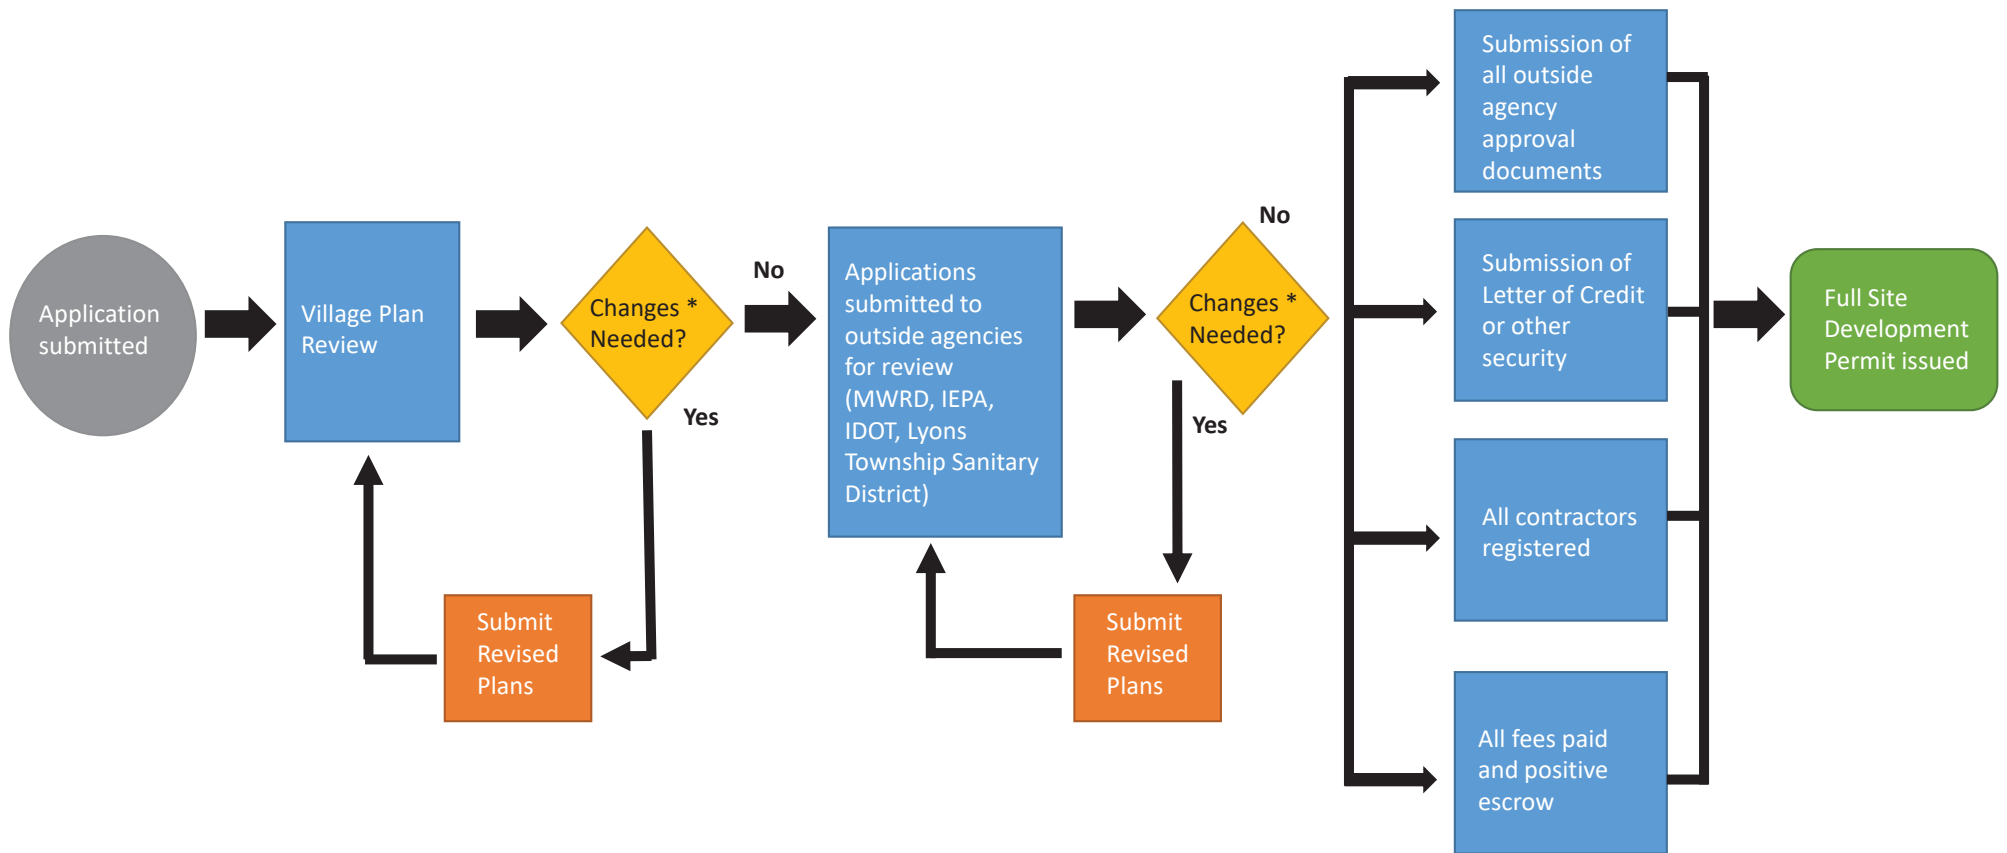 Application
submitted
Village Plan
Review
Changes *
Needed?
No
Yes
Submit
Revised
Plans
Applications
submitted to
outside agencies
for review
(MWRD, IEPA,
IDOT, Lyons
Township Sanitary
District)
Changes *
Needed?
No
Yes
Submit
Revised
Plans
Submission of
all outside
agency
approval
documents
Submission of
Letter of Credit
or other
security
All contractors
registered
All fees paid
and positive
escrow
Full Site
Development
Permit issued